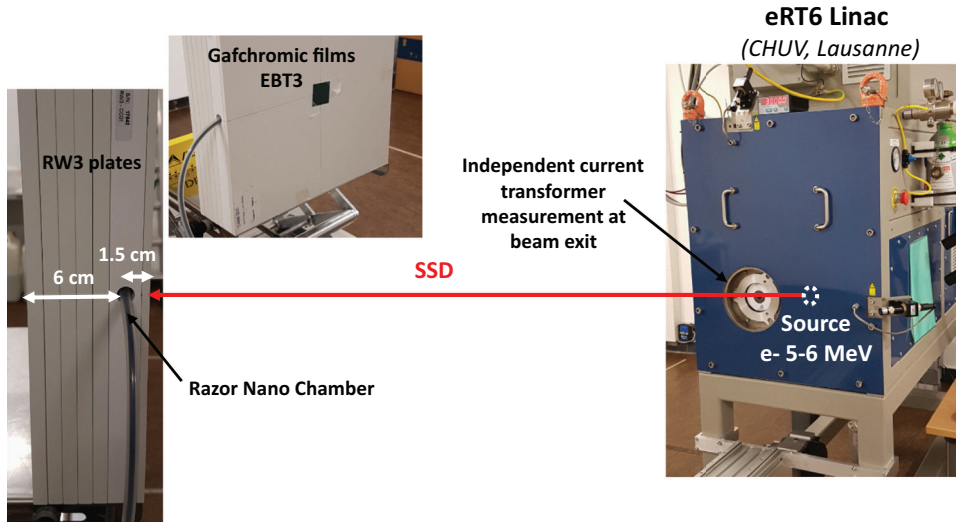 eRT6 Linac
(CHUV, Lausanne)
Gafchromic films
EBT3
RW3 plates
Independent current
transformer
measurement at
beam exit
1.5 cm
6 cm
SSD
Source
e- 5-6 MeV
Razor Nano Chamber